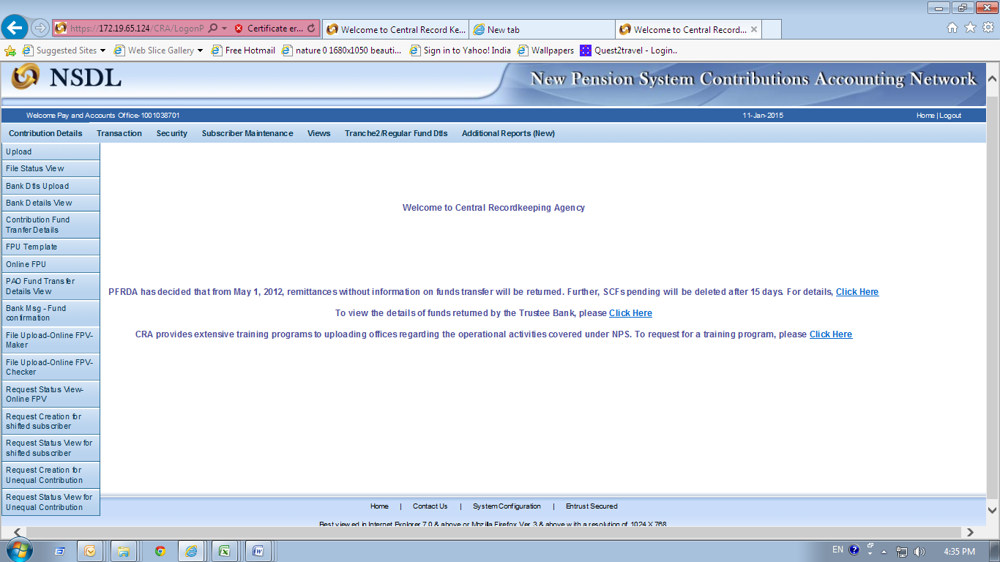 https://172.19.65.124/CRA/LogonP
Certificate er...
Welcome to Central Record Ke...
New tab
Welcome to Central Record...
Suggested Sites
Web Slice Gallery
Free Hotmail
nature 0 1680x1050 beauti...
Sign in to Yahoo! India
Wallpapers
Quest2travel - Login..
NSDL
New Pension System Contributions Accounting Network
Welcome Pay and Accounts Office-1001038701
11-Jan-2015
Home | Logout
Contribution Details
Transaction
Security
Subscriber Maintenance
Views
Tranche2/Regular Fund Dtls
Additional Reports (New)
Upload
File Status View
Bank Dtls Upload
Bank Details View
Contribution Fund
Tranfer Details
FPU Template
Online FPU
PAO Fund Transfer
Details View
Bank Msg - Fund
confirmation
File Upload-Online FPV-
Maker
File Upload-Online FPV-
Checker
Request Status View-
Online FPV
Request Creation for
shifted subscriber
Request Status View for
shifted subscriber
Request Creation for
Unequal Contribution
Request Status View for
Unequal Contribution
Welcome to Central Recordkeeping Agency
PFRDA has decided that from May 1, 2012, remittances without information on funds transfer will be returned. Further, SCFs pending will be deleted after 15 days. For details, Click Here
To view the details of funds returned by the Trustee Bank, please Click Here
CRA provides extensive training programs to uploading offices regarding the operational activities covered under NPS. To request for a training program, please Click Here
Home | Contact Us | System Configuration | Entrust Secured
Best viewed in Internet Explorer 7.0 & above or Mozilla Firefox Ver 3 & above with a resolution of 1024 X 768
EN
4:35 PM